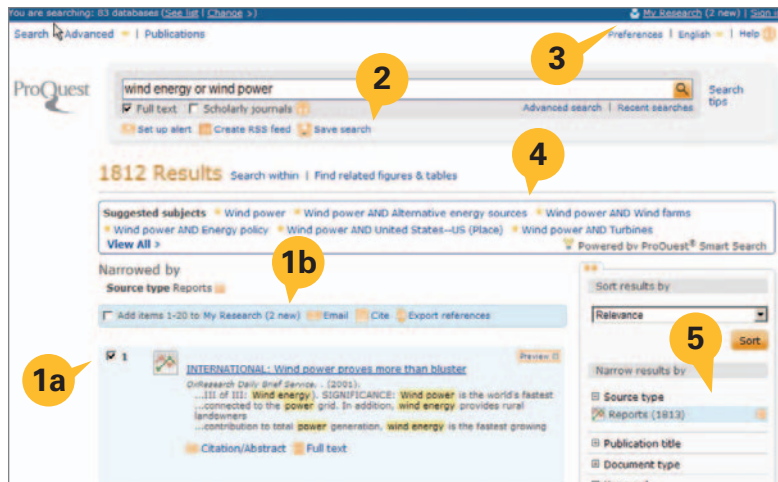 You are searching: 83 databases (See list | Change >)
My Research (2 new) | Sign
Search Advanced | Publications
Preferences | English | Help
3
ProQuest
wind energy or wind power
2
Full text Scholarly journals
Advanced search | Recent searches
Search tips
Set up alert Create RSS feed Save search
4
1812 Results Search within | Find related figures & tables
Suggested subjects Wind power Wind power AND Alternative energy sources Wind power AND Wind farms
Wind power AND Energy policy Wind power AND United States--US (Place) Wind power AND Turbines
View All >
Powered by ProQuest® Smart Search
1b
Narrowed by
Source type Reports
Add items 1-20 to My Research (2 new) Email Cite Export references
Sort results by
Relevance
Sort
5
1a
1
INTERNATIONAL: Wind power proves more than bluster
Preview
OxResearch Daily Brief Service. . (2001).
...III of III: Wind energy). SIGNIFICANCE: Wind power is the world's fastest
...connected to the power grid. In addition, wind energy provides rural
landowners
...contribution to total power generation, wind energy is the fastest growing
Citation/Abstract Full text
Narrow results by
Source type
Reports (1813)
Publication title
Document type